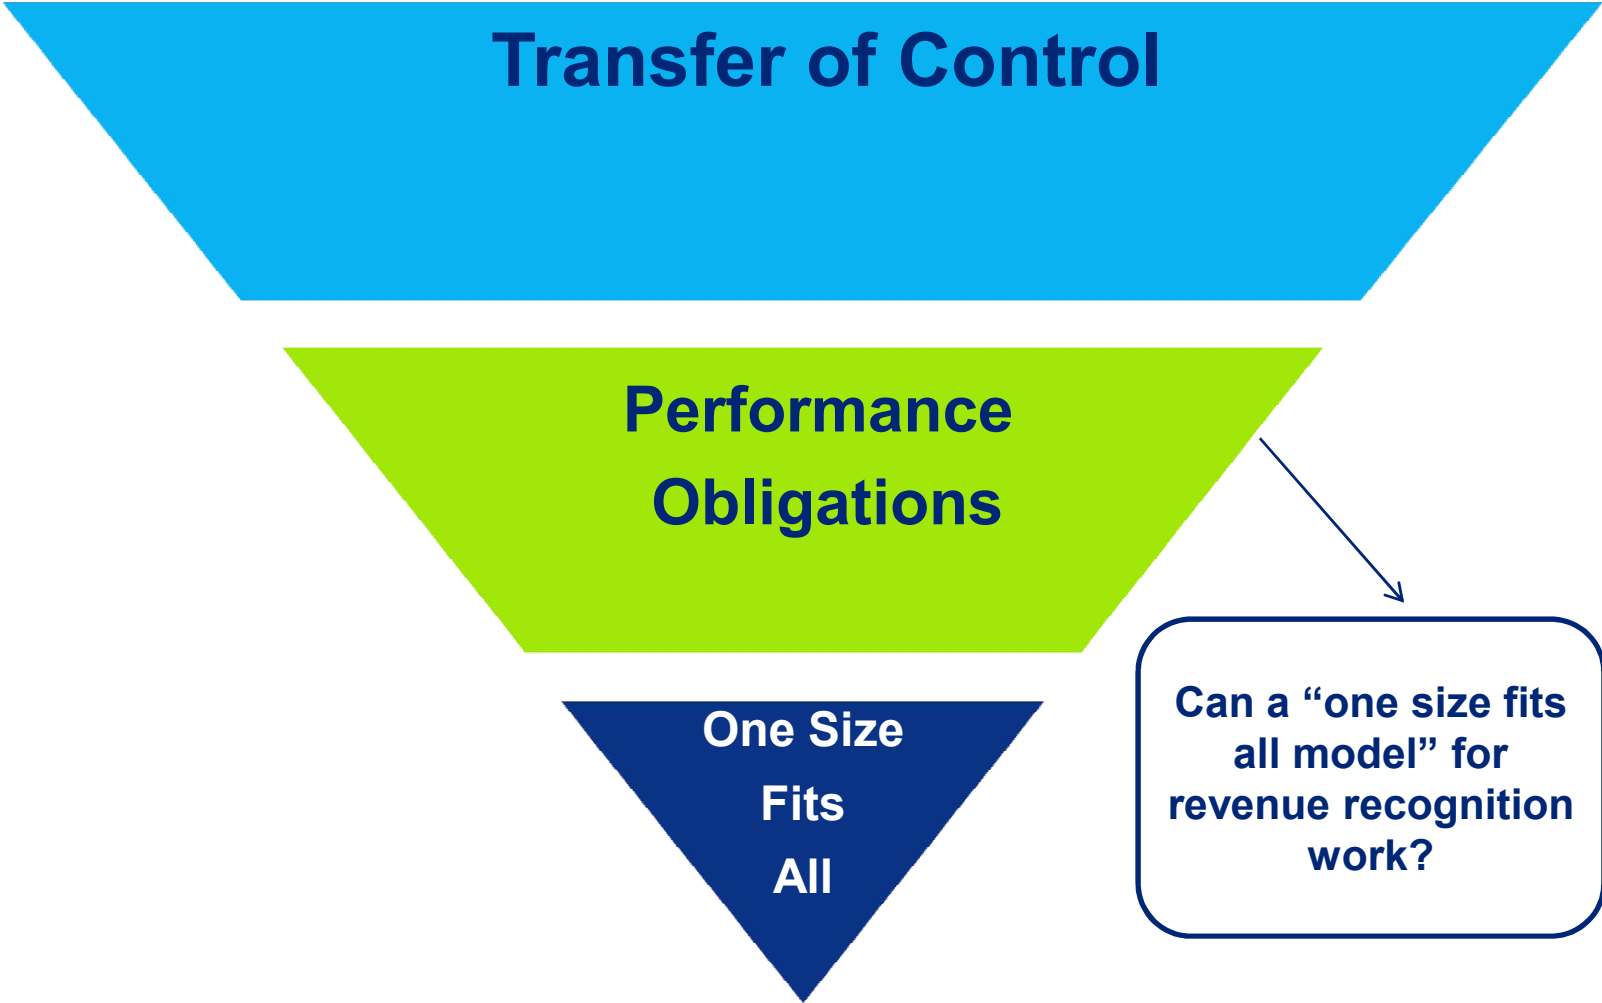 Transfer of Control
Performance
Obligations
One Size
Fits
All
Can a “one size fits
all model” for
revenue recognition
work?